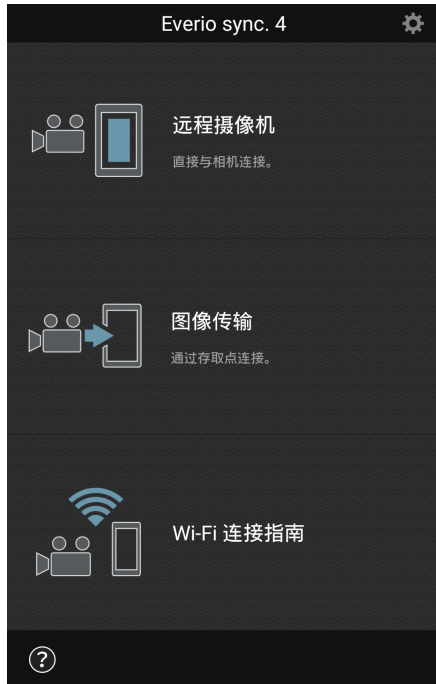 Everio sync. 4
远程摄像机
直接与相机连接。
图像传输
通过存取点连接。
Wi-Fi 连接指南
?